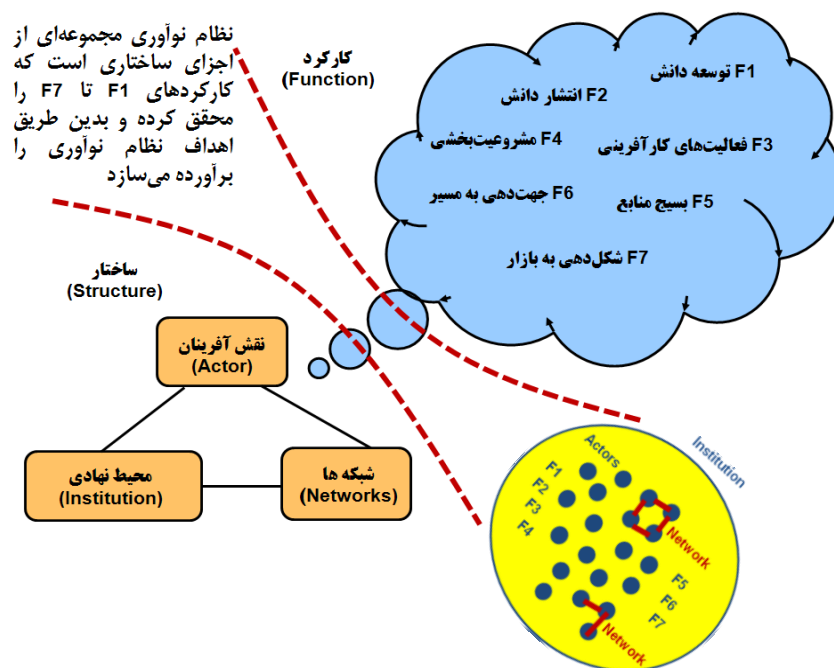 نظام نوآوری مجموعه‌ای از
اجزای ساختاری است که
کارکردهای F1 تا F7 را
محقق کرده و بدین طریق
اهداف نظام نوآوری را
برآورده می‌سازد
کارکرد
(Function)
F1 توسعه دانش
F2 انتشار دانش
F3 فعالیت‌های کارآفرینی
F4 مشروعیت‌بخشی
F5 بسیج منابع
F6 جهت‌دهی به مسیر
F7 شکل‌دهی به بازار
ساختار
(Structure)
نقش آفرینان
(Actor)
محیط نهادی
(Institution)
شبکه ها
(Networks)
Institution
Actors
F1
F2
F3
F4
Network
F5
F6
F7
Network